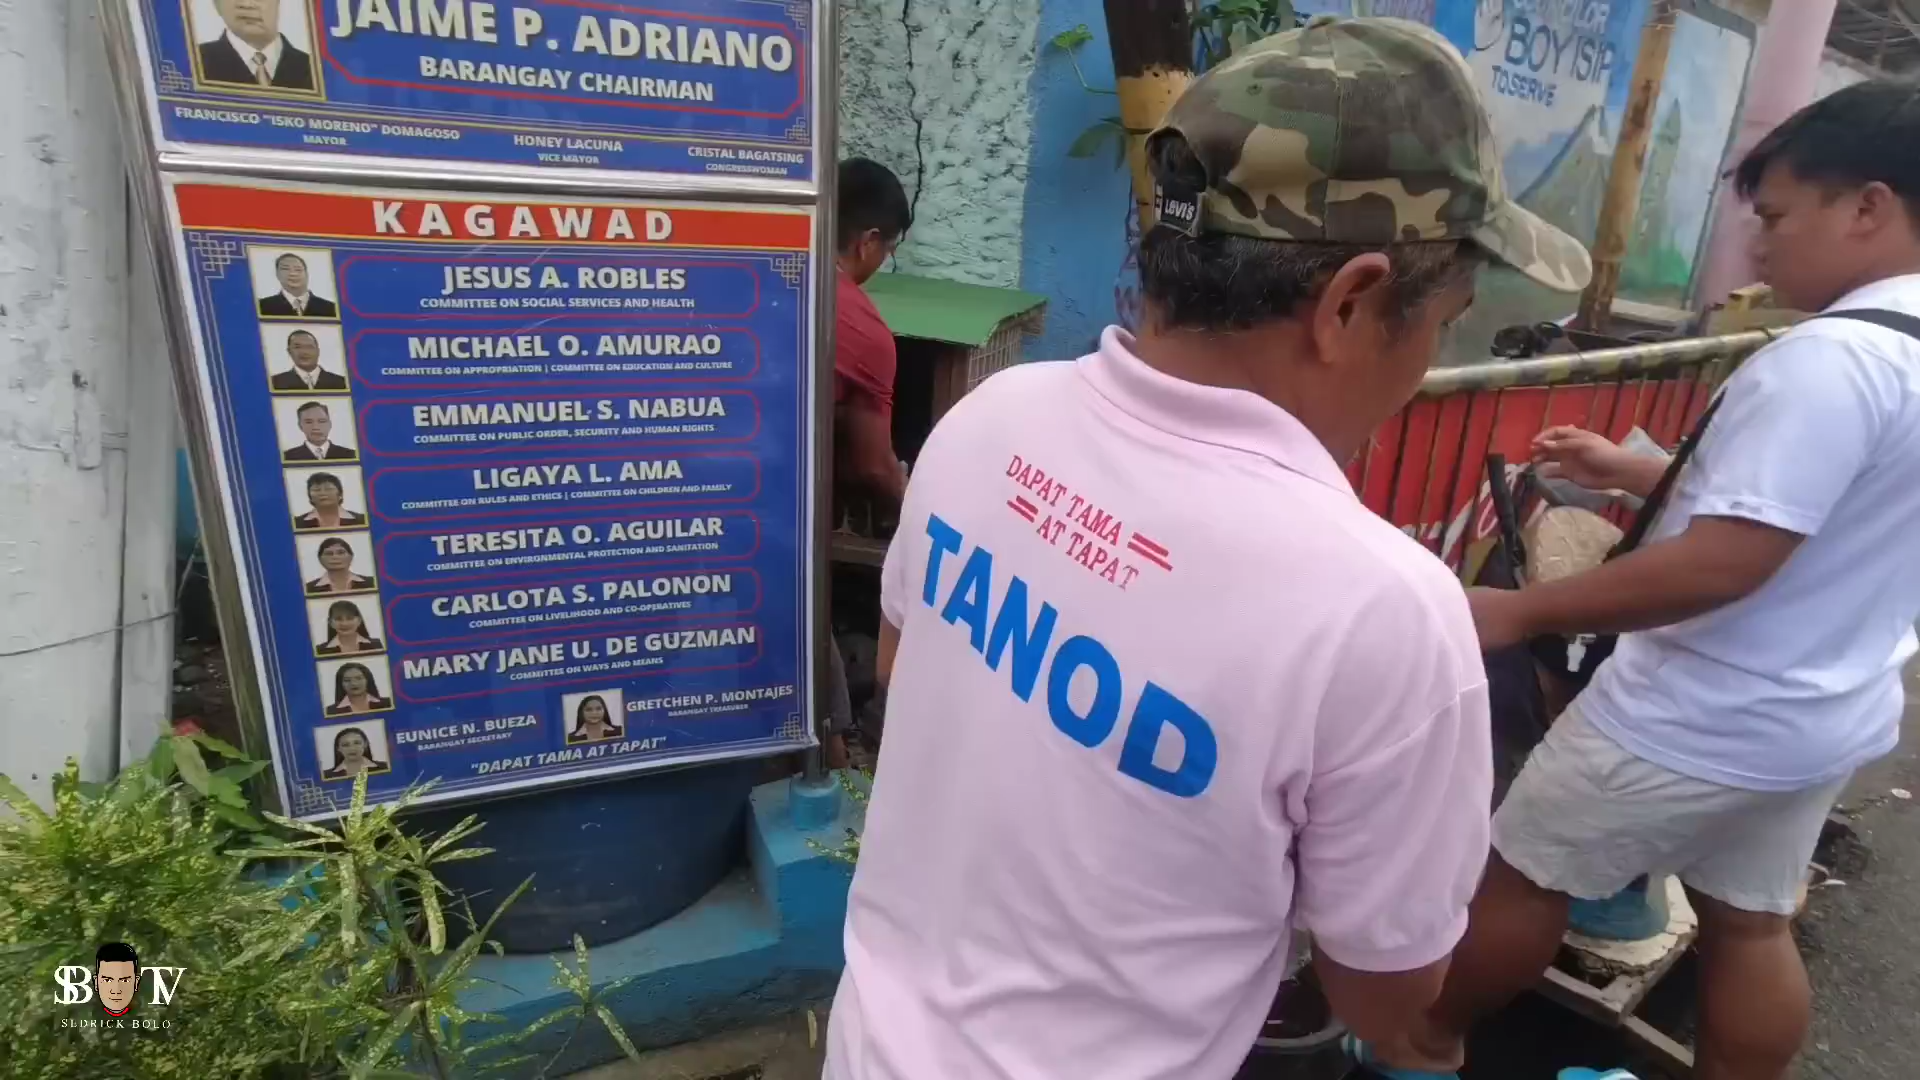 JAIME P. ADRIANO
BARANGAY CHAIRMAN
FRANCISCO "ISKO MORENO" DOMAGOSO
MAYOR
HONEY LACUNA
VICE MAYOR
CRISTAL BAGATSING
CONGRESSWOMAN
KAGAWAD
JESUS A. ROBLES
COMMITTEE ON SOCIAL SERVICES AND HEALTH
MICHAEL O. AMURAO
COMMITTEE ON APPROPRIATION | COMMITTEE ON EDUCATION AND CULTURE
EMMANUEL S. NABUA
COMMITTEE ON PUBLIC ORDER, SECURITY AND HUMAN RIGHTS
LIGAYA L. AMA
COMMITTEE ON RULES AND ETHICS | COMMITTEE ON CHILDREN AND FAMILY
TERESITA O. AGUILAR
COMMITTEE ON ENVIRONMENTAL PROTECTION AND SANITATION
CARLOTA S. PALONON
COMMITTEE ON LIVELIHOOD AND CO-OPERATIVES
MARY JANE U. DE GUZMAN
COMMITTEE ON WAYS AND MEANS
EUNICE N. BUEZA
BARANGAY SECRETARY
GRETCHEN P. MONTAJES
BARANGAY TREASURER
"DAPAT TAMA AT TAPAT"
Levi's
DAPAT TAMA
AT TAPAT
TANOD
COUNCILOR
BOY ISIP
TO SERVE
SB TV
SEDRICK BOLO